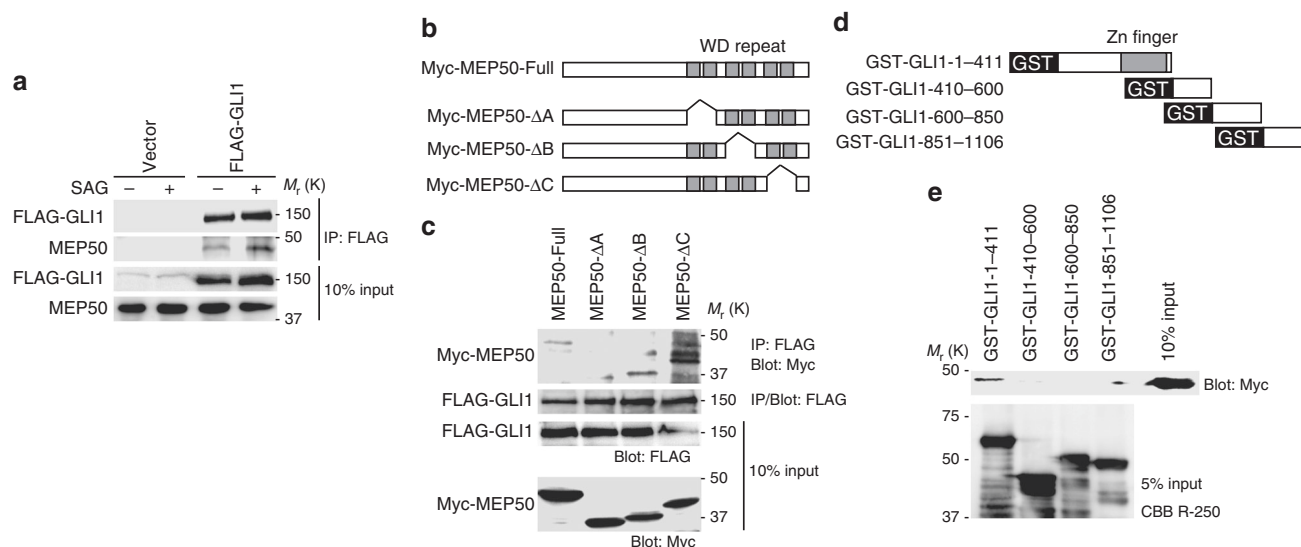 a
Vector
FLAG-GLI1
SAG – + – + Mr (K)
FLAG-GLI1
150
MEP50
50
IP: FLAG
FLAG-GLI1
150
MEP50
37
10% input
b
WD repeat
Myc-MEP50-Full
Myc-MEP50-ΔA
Myc-MEP50-ΔB
Myc-MEP50-ΔC
c
MEP50-Full
MEP50-ΔA
MEP50-ΔB
MEP50-ΔC
Mr (K)
50
Myc-MEP50
37
IP: FLAG
Blot: Myc
FLAG-GLI1
150
IP/Blot: FLAG
FLAG-GLI1
150
Blot: FLAG
50
Myc-MEP50
37
Blot: Myc
10% input
d
Zn finger
GST-GLI1-1–411 GST
GST-GLI1-410–600 GST
GST-GLI1-600–850 GST
GST-GLI1-851–1106 GST
e
GST-GLI1-1–411
GST-GLI1-410–600
GST-GLI1-600–850
GST-GLI1-851–1106
10% input
Mr (K)
50
Blot: Myc
75
50
37
5% input
CBB R-250